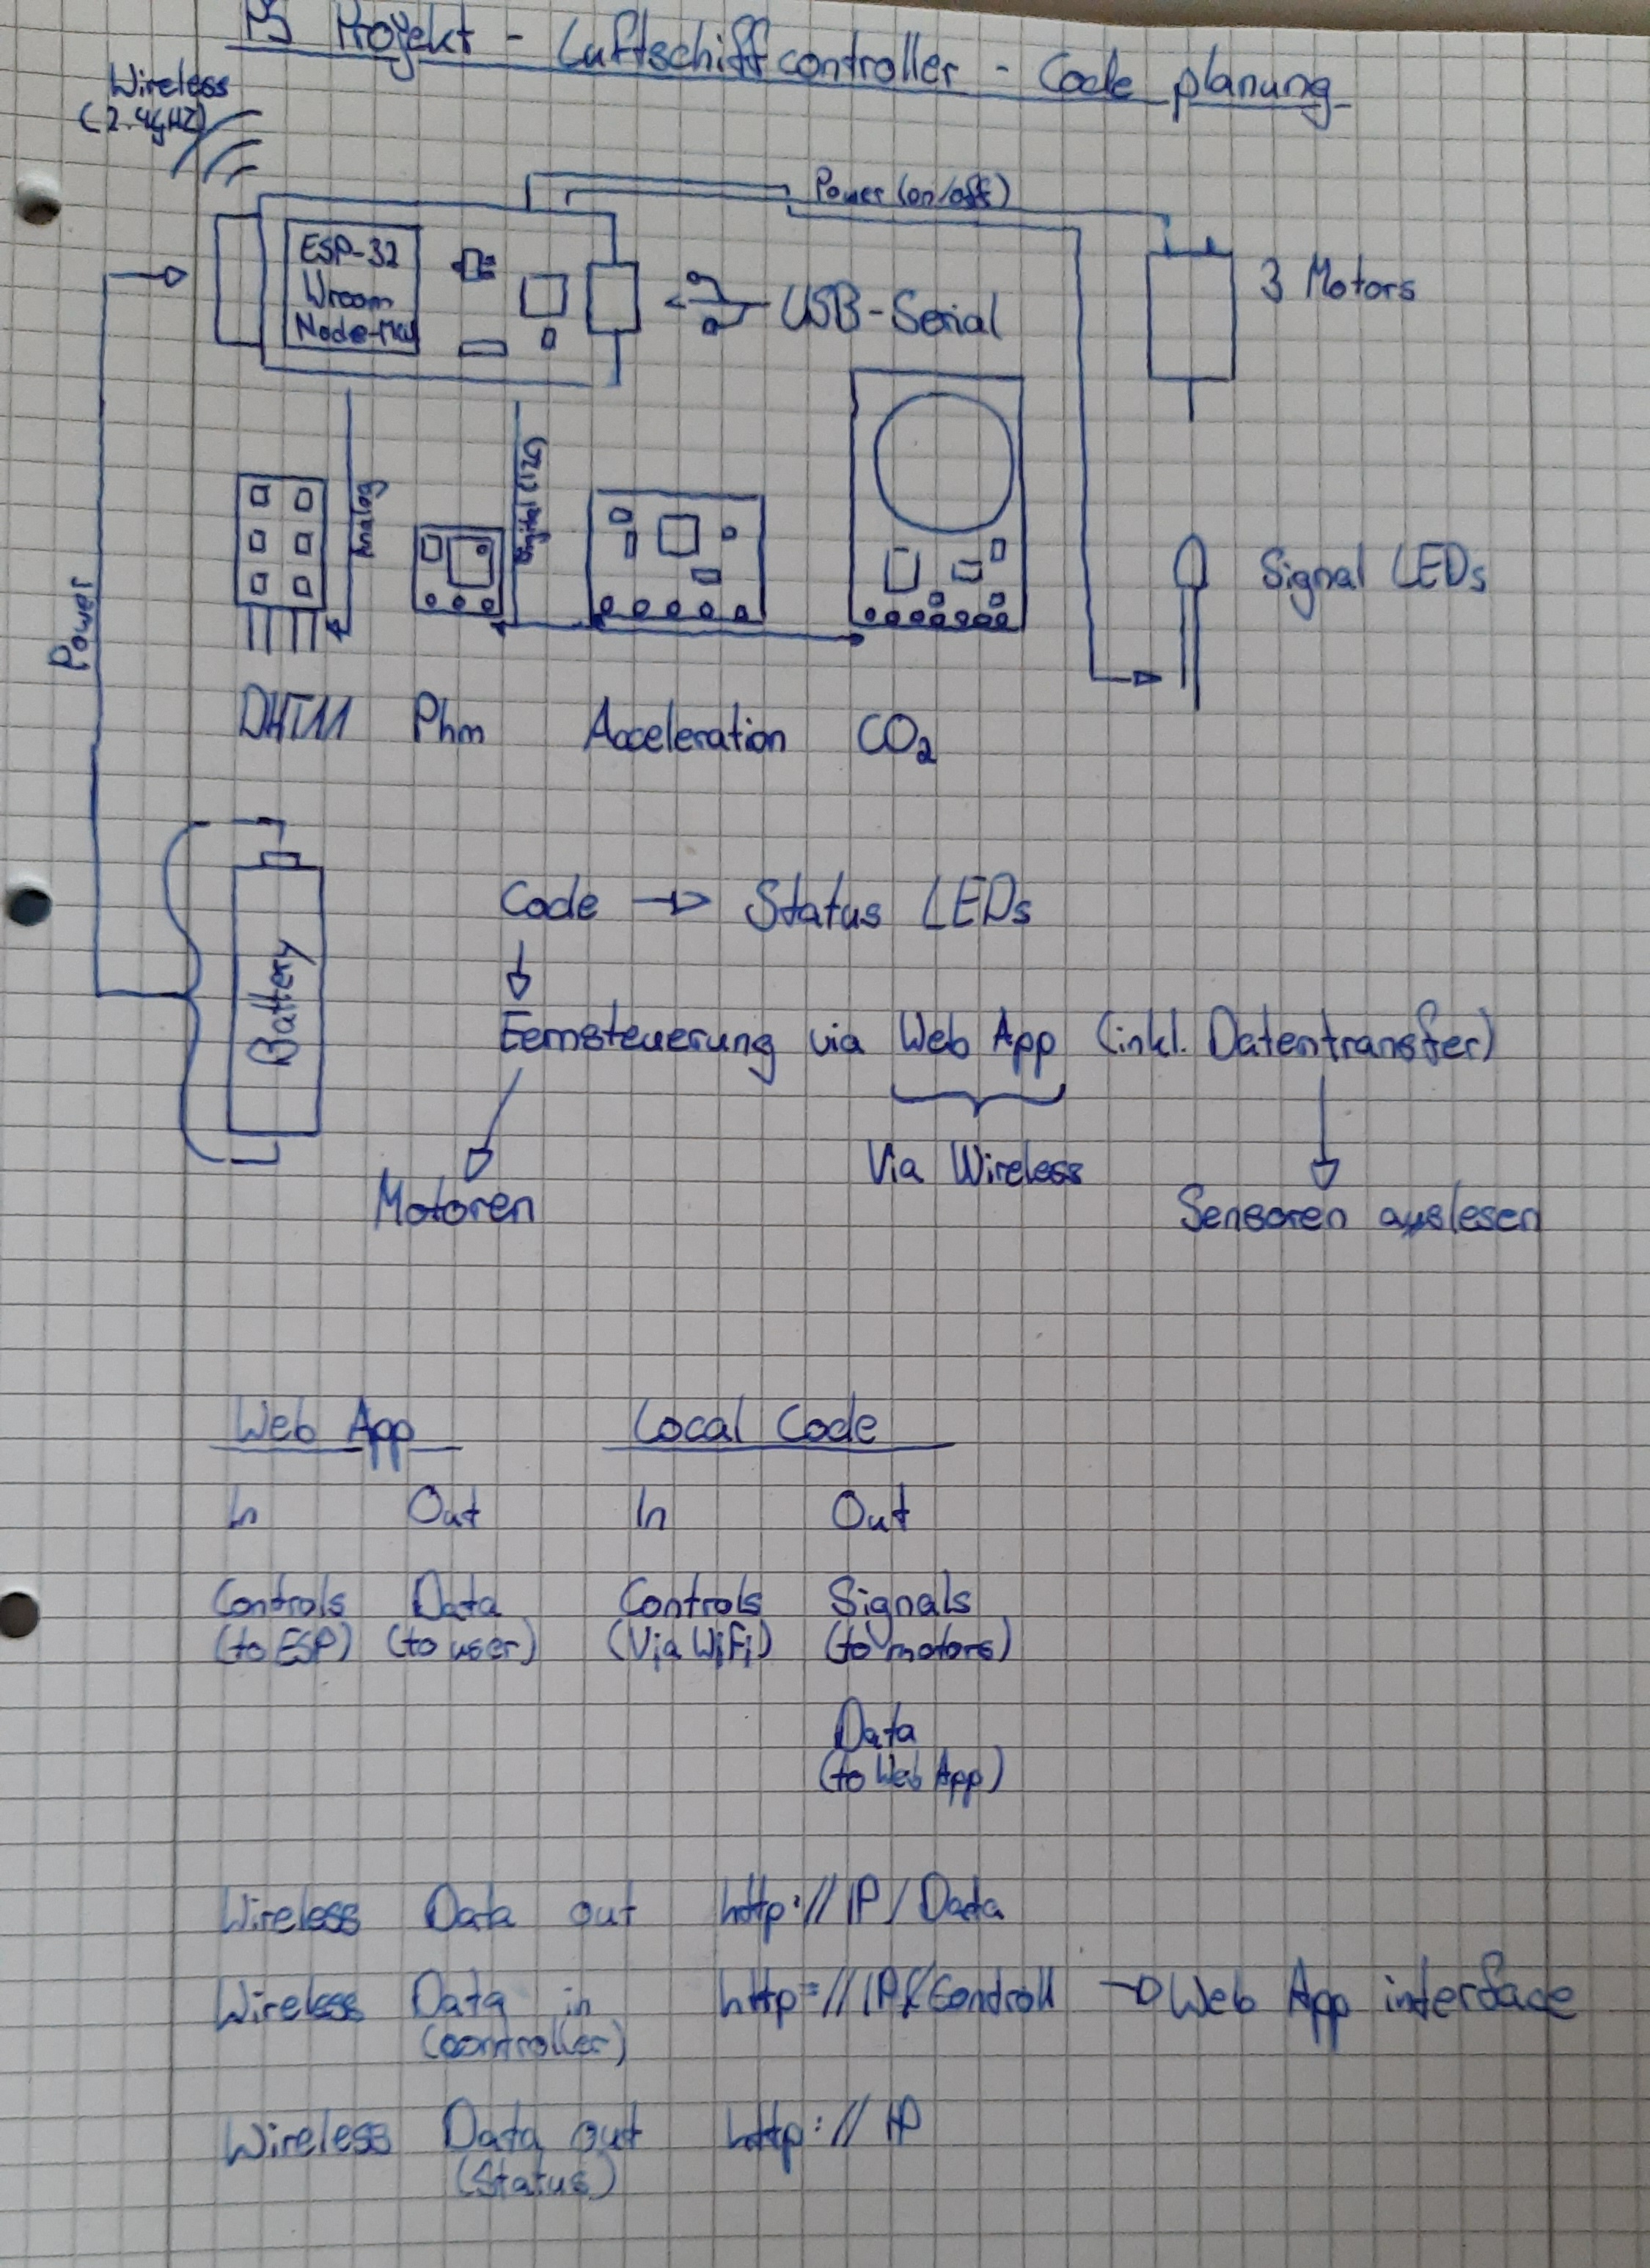 PS Projekt - Luftschiffcontroller - Code planung
Wireless
(2.4GHZ)
Power (on/off)
ESP-32
Wroom
Node-MCU
USB-Serial
3 Motors
Analog
Digital (I2C)
Signal LEDs
Power
DHT11 Phm Acceleration CO2
Battery
Code → Status LEDs
Fernsteuerung via Web App (inkl. Datentransfer)
Via Wireless
Motoren
Sensoren auslesen
Web App Local Code
In Out In Out
Controls Data Controls Signals
(to ESP) (to user) (Via WiFi) (to motors)
Data
(to Web App)
Wireless Data out http://IP/Data
Wireless Data in http://IP/Controll → Web App interface
(controller)
Wireless Data out http://IP
(Status)